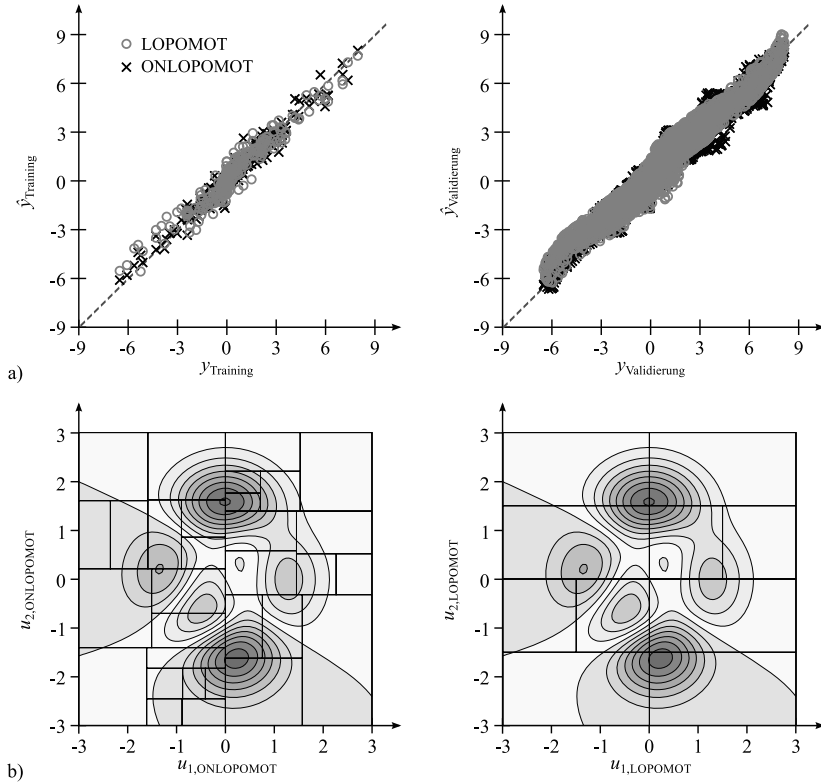 9
6
3
0
-3
-6
-9
ŷTraining
LOPOMOT
ONLOPOMOT
-9 -6 -3 0 3 6 9
yTraining
9
6
3
0
-3
-6
-9
ŷValidierung
-9 -6 -3 0 3 6 9
yValidierung
a)
3
2
1
0
-1
-2
-3
u2,ONLOPOMOT
-3 -2 -1 0 1 2 3
u1,ONLOPOMOT
3
2
1
0
-1
-2
-3
u2,LOPOMOT
-3 -2 -1 0 1 2 3
u1,LOPOMOT
b)